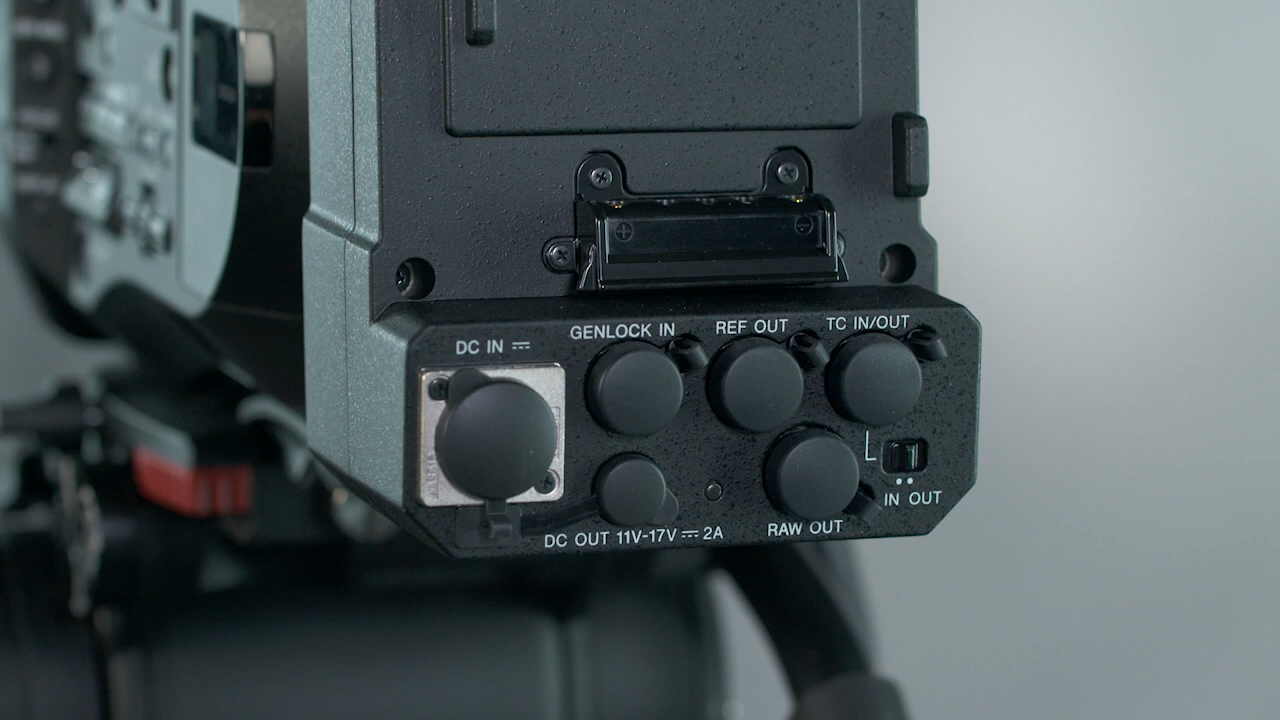 GENLOCK IN
REF OUT
TC IN/OUT
DC IN ⎓
IN OUT
RAW OUT
DC OUT 11V-17V ⎓ 2A